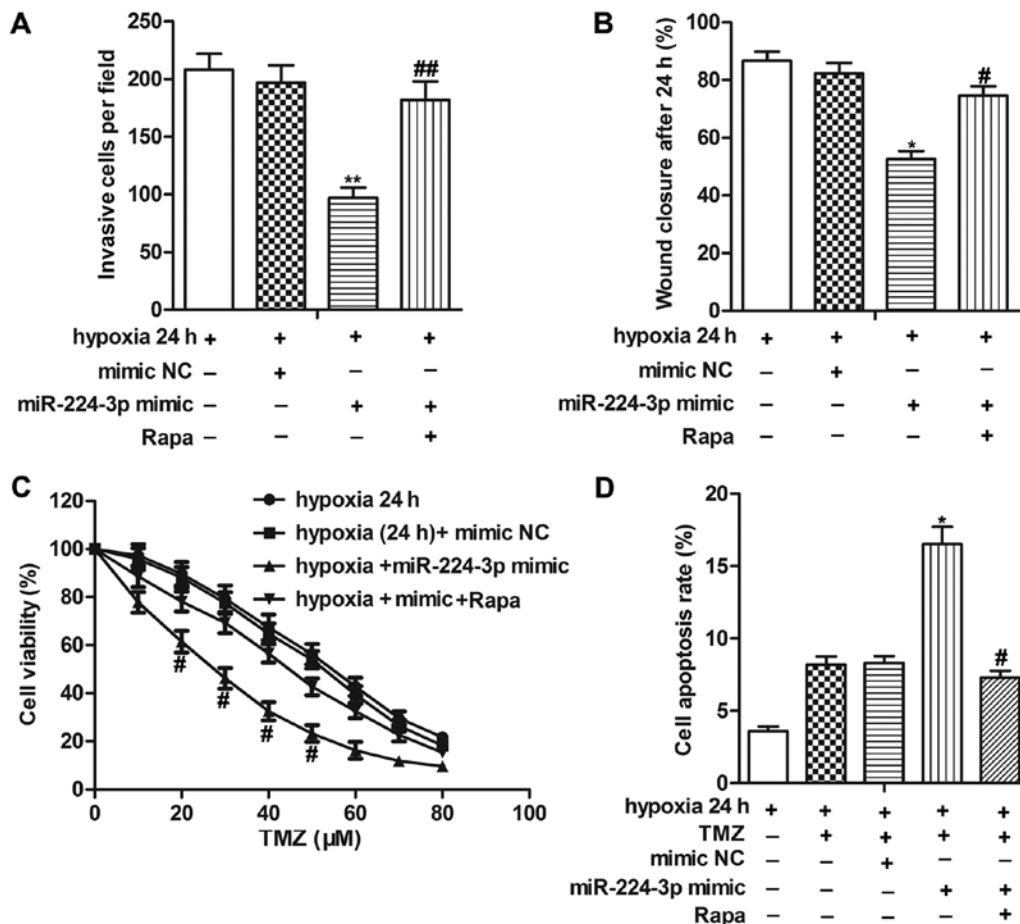 A
Invasive cells per field
250
200
150
100
50
0
**
##
hypoxia 24 h + + + +
mimic NC – + – –
miR-224-3p mimic – – + +
Rapa – – – +
B
Wound closure after 24 h (%)
100
80
60
40
20
0
*
#
hypoxia 24 h + + + +
mimic NC – + – –
miR-224-3p mimic – – + +
Rapa – – – +
C
Cell viability (%)
120
100
80
60
40
20
0
hypoxia 24 h
hypoxia (24 h)+ mimic NC
hypoxia +miR-224-3p mimic
hypoxia + mimic +Rapa
# # # #
0 20 40 60 80 100
TMZ (µM)
D
Cell apoptosis rate (%)
20
15
10
5
0
*
#
hypoxia 24 h + + + + +
TMZ – + + + +
mimic NC – – + – –
miR-224-3p mimic – – – + +
Rapa – – – – +